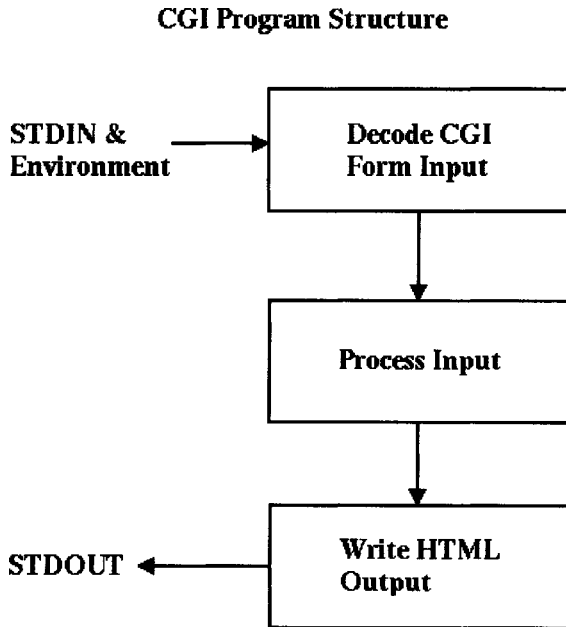 CGI Program Structure
STDIN &
Environment
Decode CGI
Form Input
Process Input
Write HTML
Output
STDOUT